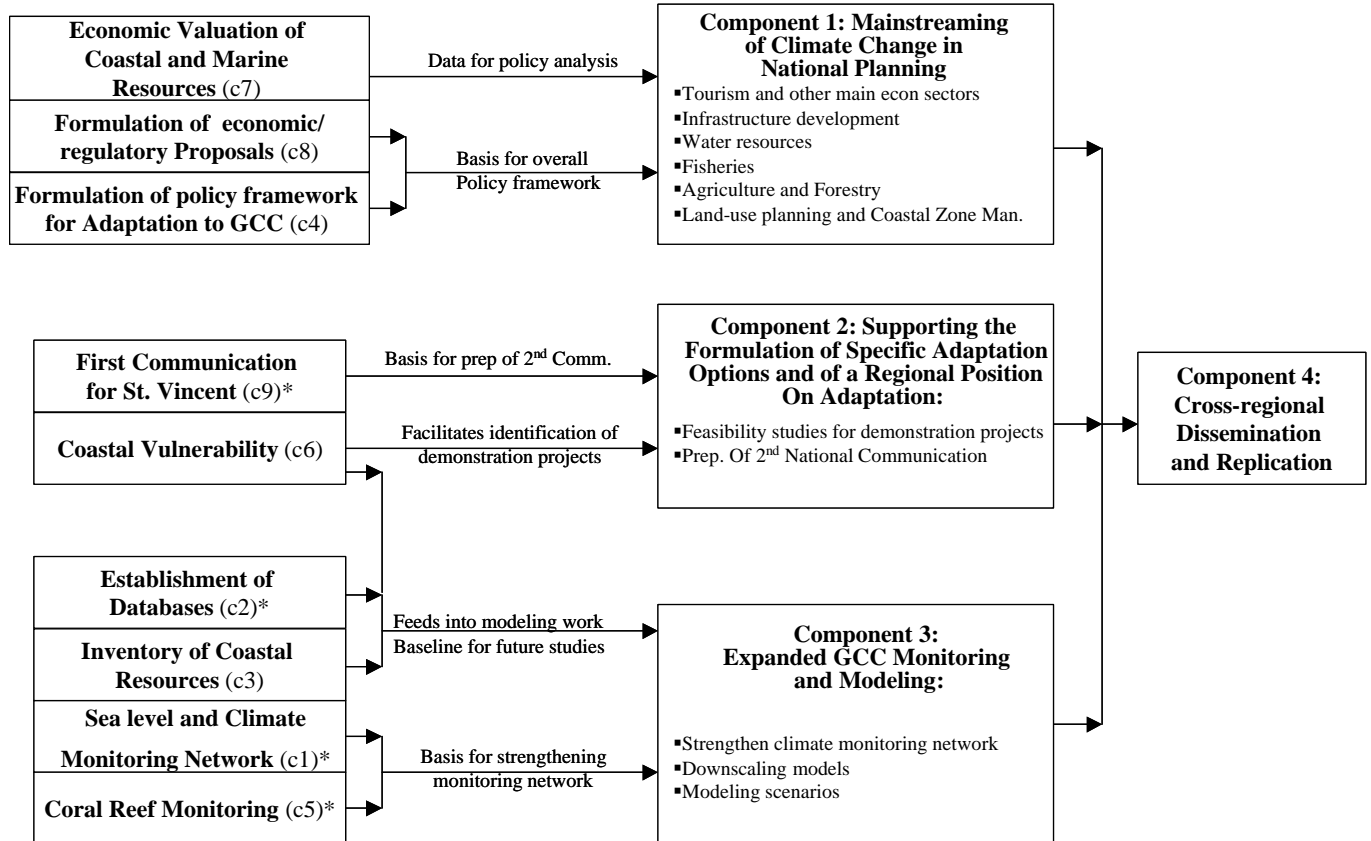 Economic Valuation of
Coastal and Marine
Resources (c7)
Formulation of economic/
regulatory Proposals (c8)
Formulation of policy framework
for Adaptation to GCC (c4)
Data for policy analysis
Basis for overall
Policy framework
Component 1: Mainstreaming
of Climate Change in
National Planning
▪Tourism and other main econ sectors
▪Infrastructure development
▪Water resources
▪Fisheries
▪Agriculture and Forestry
▪Land-use planning and Coastal Zone Man.
First Communication
for St. Vincent (c9)*
Coastal Vulnerability (c6)
Basis for prep of 2nd Comm.
Facilitates identification of
demonstration projects
Component 2: Supporting the
Formulation of Specific Adaptation
Options and of a Regional Position
On Adaptation:
▪Feasibility studies for demonstration projects
▪Prep. Of 2nd National Communication
Establishment of
Databases (c2)*
Inventory of Coastal
Resources (c3)
Sea level and Climate
Monitoring Network (c1)*
Coral Reef Monitoring (c5)*
Feeds into modeling work
Baseline for future studies
Basis for strengthening
monitoring network
Component 3:
Expanded GCC Monitoring
and Modeling:
▪Strengthen climate monitoring network
▪Downscaling models
▪Modeling scenarios
Component 4:
Cross-regional
Dissemination
and Replication